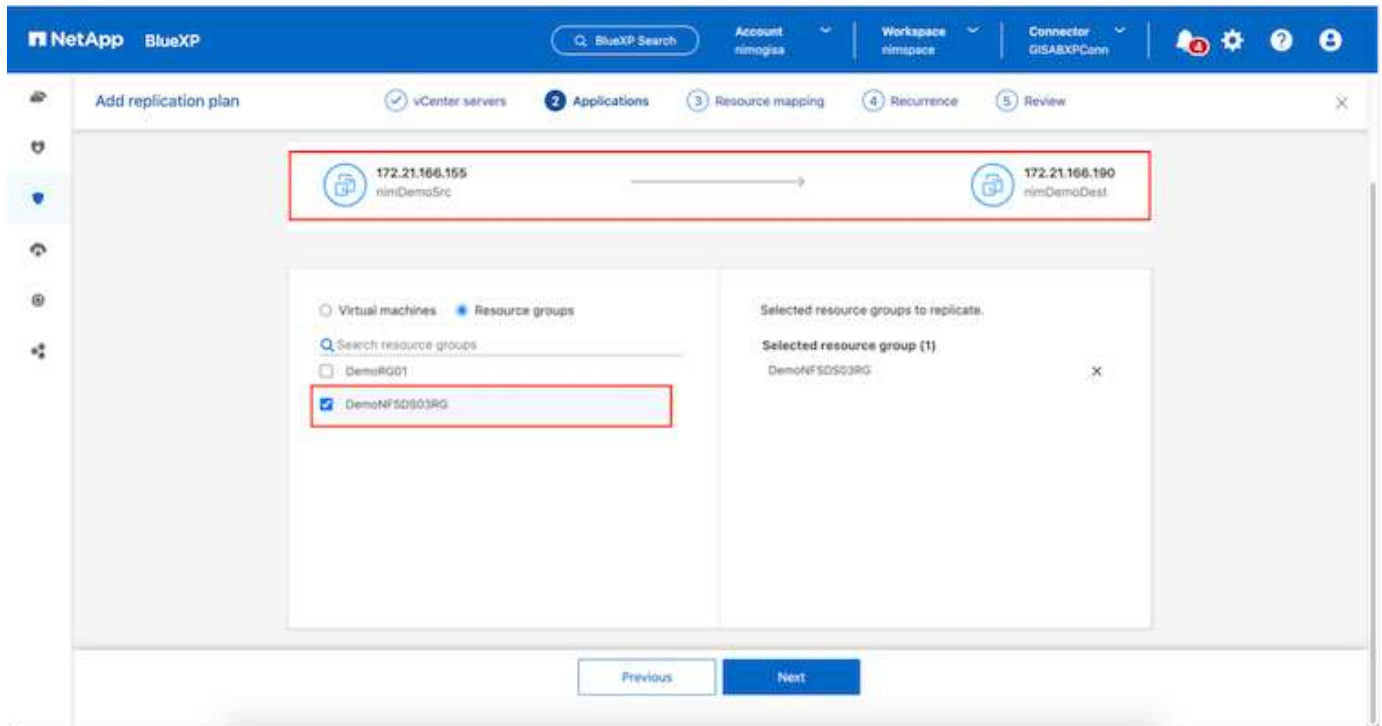 NetApp BlueXP
BlueXP Search
Account
nimogisa
Workspace
nimspace
Connector
GISABXPConn
4
Add replication plan
vCenter servers
2 Applications
3 Resource mapping
4 Recurrence
5 Review
172.21.166.155
nimDemoSrc
172.21.166.190
nimDemoDest
Virtual machines
Resource groups
Search resource groups
DemoRG01
DemoNFSDS03RG
Selected resource groups to replicate.
Selected resource group (1)
DemoNFSDS03RG
Previous
Next